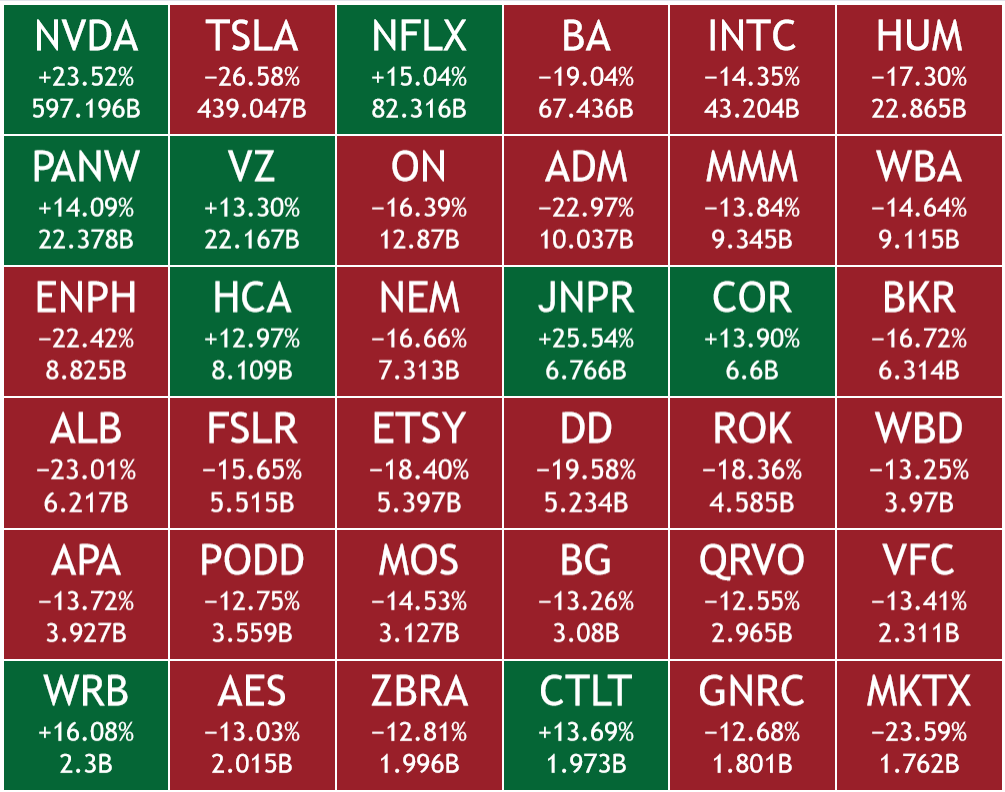 NVDA
+23.52%
597.196B
TSLA
−26.58%
439.047B
NFLX
+15.04%
82.316B
BA
−19.04%
67.436B
INTC
−14.35%
43.204B
HUM
−17.30%
22.865B
PANW
+14.09%
22.378B
VZ
+13.30%
22.167B
ON
−16.39%
12.87B
ADM
−22.97%
10.037B
MMM
−13.84%
9.345B
WBA
−14.64%
9.115B
ENPH
−22.42%
8.825B
HCA
+12.97%
8.109B
NEM
−16.66%
7.313B
JNPR
+25.54%
6.766B
COR
+13.90%
6.6B
BKR
−16.72%
6.314B
ALB
−23.01%
6.217B
FSLR
−15.65%
5.515B
ETSY
−18.40%
5.397B
DD
−19.58%
5.234B
ROK
−18.36%
4.585B
WBD
−13.25%
3.97B
APA
−13.72%
3.927B
PODD
−12.75%
3.559B
MOS
−14.53%
3.127B
BG
−13.26%
3.08B
QRVO
−12.55%
2.965B
VFC
−13.41%
2.311B
WRB
+16.08%
2.3B
AES
−13.03%
2.015B
ZBRA
−12.81%
1.996B
CTLT
+13.69%
1.973B
GNRC
−12.68%
1.801B
MKTX
−23.59%
1.762B